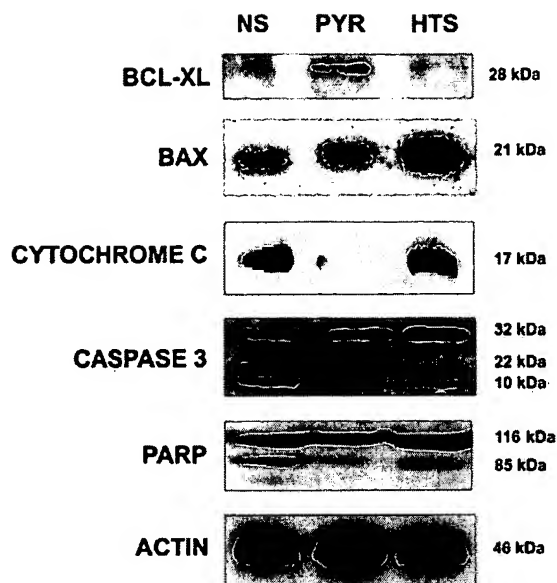 NS PYR HTS
BCL-XL 28 kDa
BAX 21 kDa
CYTOCHROME C 17 kDa
CASPASE 3 32 kDa
22 kDa
10 kDa
PARP 116 kDa
85 kDa
ACTIN 46 kDa